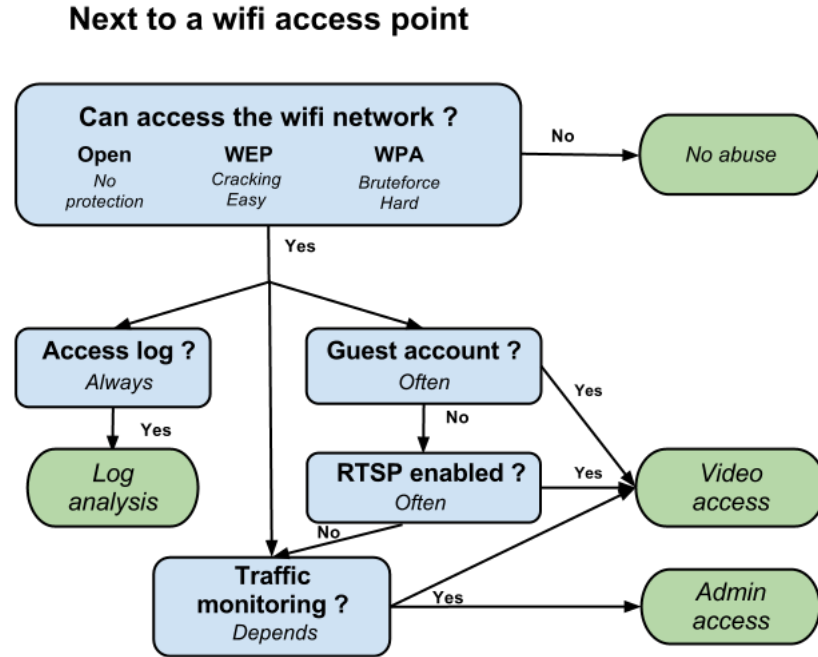 Next to a wifi access point
Can access the wifi network ?
Open
No
protection
WEP
Cracking
Easy
WPA
Bruteforce
Hard
No
No abuse
Yes
Access log ?
Always
Yes
Log
analysis
Guest account ?
Often
Yes
No
RTSP enabled ?
Often
Yes
No
Video
access
Traffic
monitoring ?
Depends
Yes
Admin
access